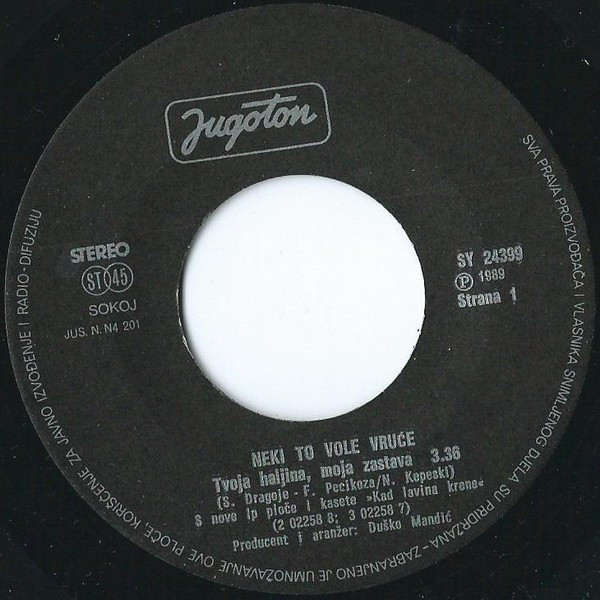 Jugoton
STEREO
ST 45
SOKOJ
JUS. N. N4 201
SY 24399
Ⓟ 1989
Strana 1
NEKI TO VOLE VRUĆE
Tvoja haljina, moja zastava 3.36
(S. Dragoje - F. Pecikoza/N. Kepeski)
S nove lp ploče i kasete »Kad lavina krene«
(2 02258 8; 3 02258 7)
Producent i aranžer: Duško Mandić
SVA PRAVA PROIZVOĐAČA I VLASNIKA SNIMLJENOG DJELA SU PRIDRŽANA - ZABRANJENO JE UMNOŽAVANJE OVE PLOČE, KORIŠĆENJE ZA JAVNO IZVOĐENJE I RADIO-DIFUZIJU